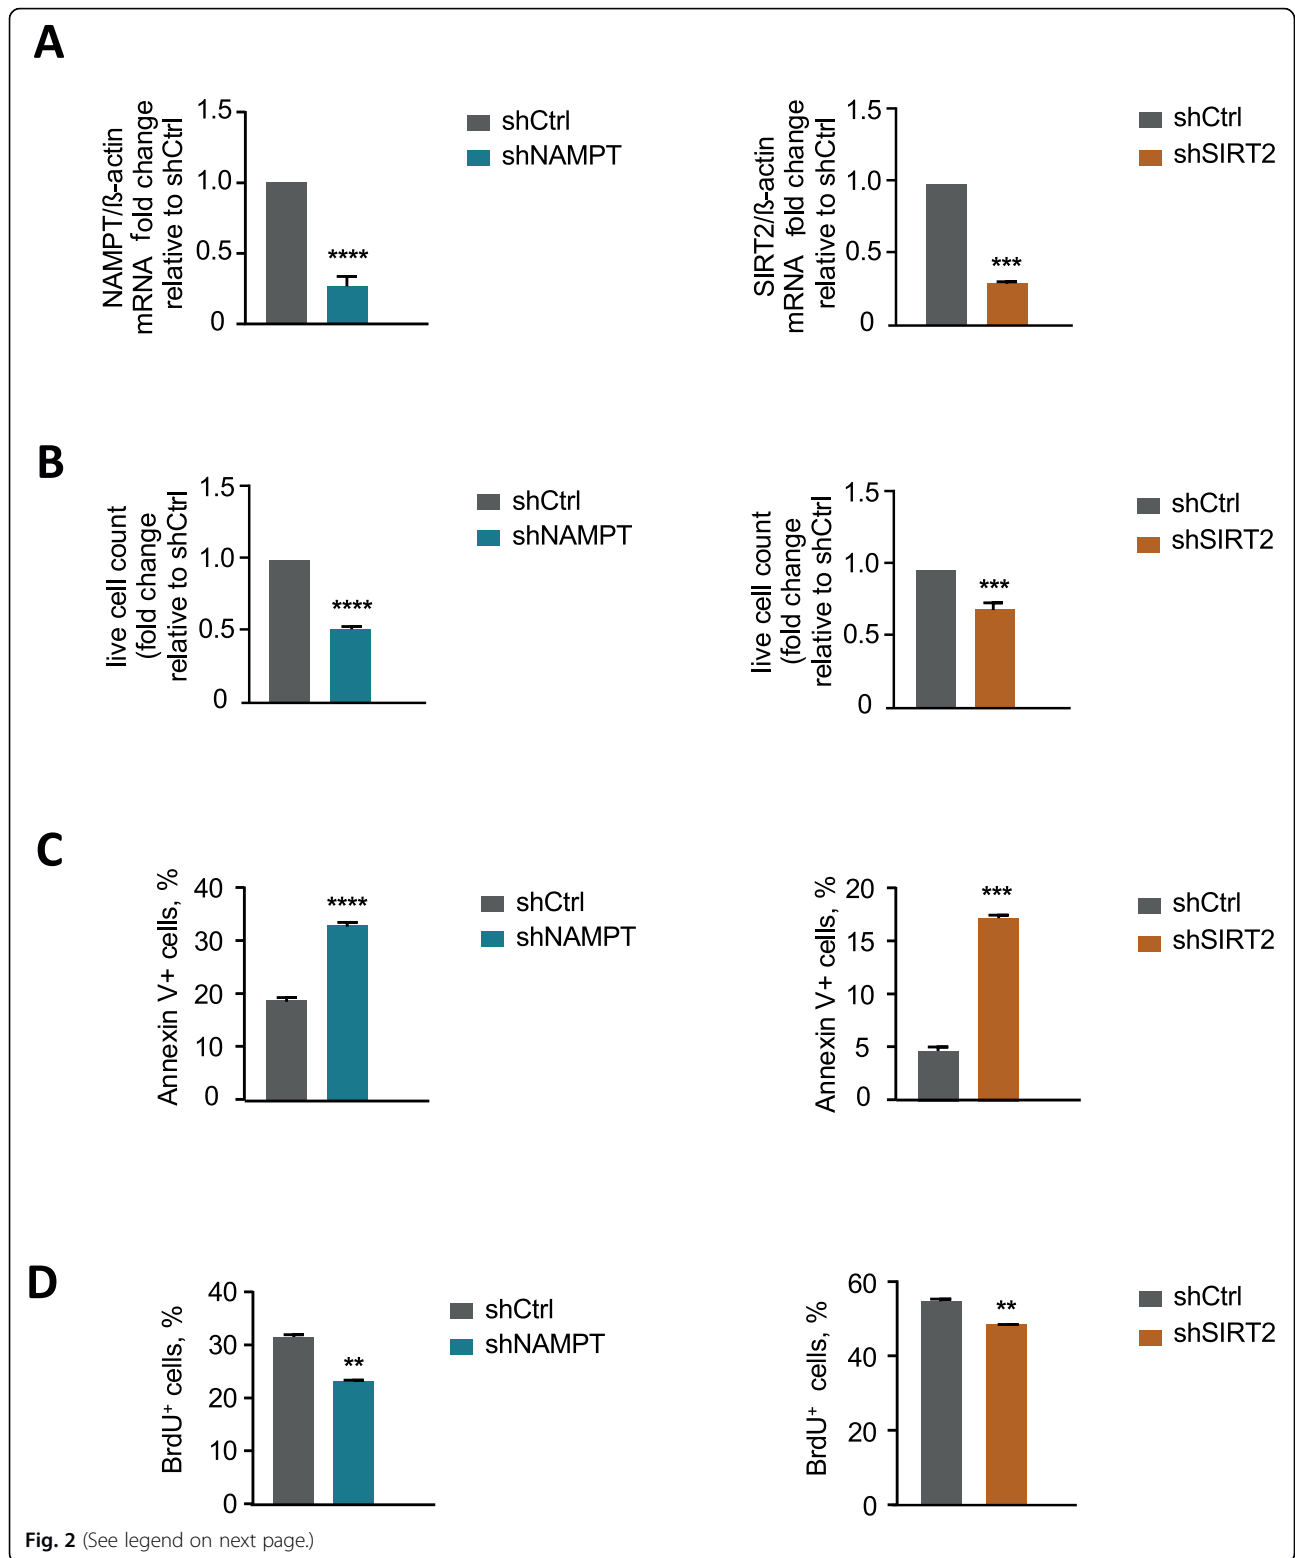 A
NAMPT/ß-actin
mRNA fold change
relative to shCtrl
1.5
1.0
0.5
0
****
shCtrl
shNAMPT
SIRT2/ß-actin
mRNA fold change
relative to shCtrl
1.5
1.0
0.5
0
***
shCtrl
shSIRT2
B
live cell count
(fold change
relative to shCtrl
1.5
1.0
0.5
0
****
shCtrl
shNAMPT
live cell count
(fold change
relative to shCtrl
1.5
1.0
0.5
0
***
shCtrl
shSIRT2
C
Annexin V+ cells, %
40
30
20
10
0
****
shCtrl
shNAMPT
Annexin V+ cells, %
20
15
10
5
0
***
shCtrl
shSIRT2
D
BrdU⁺ cells, %
40
30
20
10
0
**
shCtrl
shNAMPT
BrdU⁺ cells, %
60
40
20
0
**
shCtrl
shSIRT2
Fig. 2 (See legend on next page.)